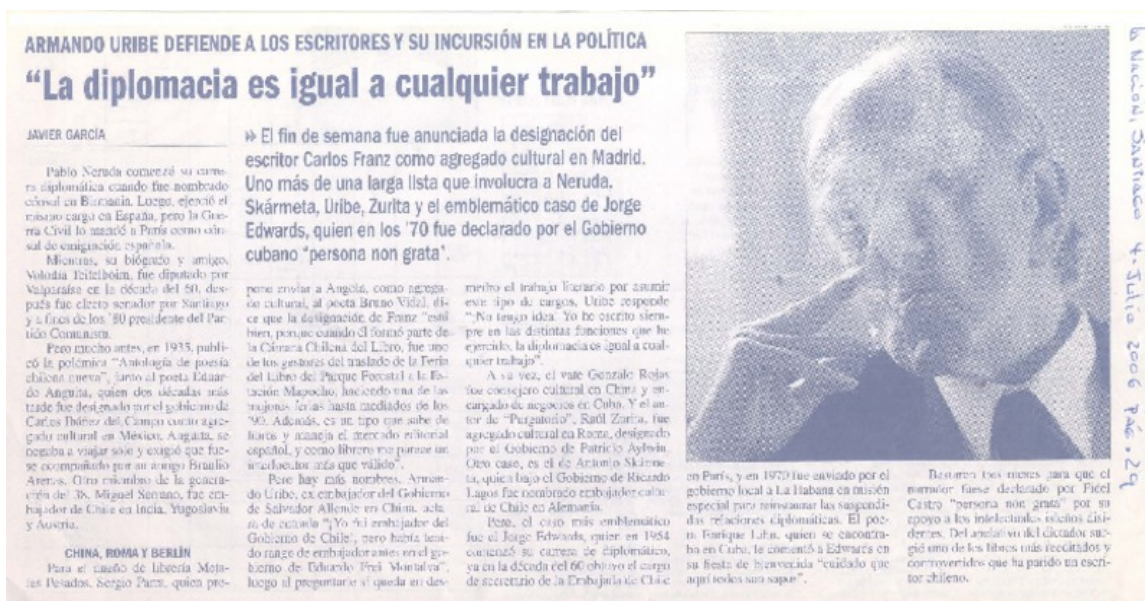 ARMANDO URIBE DEFIENDE A LOS ESCRITORES Y SU INCURSIÓN EN LA POLÍTICA
“La diplomacia es igual a cualquier trabajo”
JAVIER GARCÍA
» El fin de semana fue anunciada la designación del
escritor Carlos Franz como agregado cultural en Madrid.
Uno más de una larga lista que involucra a Neruda,
Skármeta, Uribe, Zurita y el emblemático caso de Jorge
Edwards, quien en los '70 fue declarado por el Gobierno
cubano "persona non grata".
Pablo Neruda comenzó su carre-
ra diplomática cuando fue nombrado
cónsul en Birmania. Luego, ejerció el
mismo cargo en España, pero la Gue-
rra Civil lo mandó a París como cón-
sul de emigración española.
Mientras, su biógrafo y amigo,
Volodia Teitelboim, fue diputado por
Valparaíso en la década del 60, des-
pués fue electo senador por Santiago
y a fines de los '80 presidente del Par-
tido Comunista.
Pero mucho antes, en 1935, publi-
có la polémica “Antología de poesía
chilena nueva”, junto al poeta Eduar-
do Anguita, quien dos décadas más
tarde fue designado por el gobierno de
Carlos Ibáñez del Campo como agre-
gado cultural en México. Anguita, se
negaba a viajar solo y exigió que fue-
se acompañado por su amigo Braulio
Arenas. Otro miembro de la genera-
ción del 38, Miguel Serrano, fue em-
bajador de Chile en India, Yugoslavia
y Austria.
CHINA, ROMA Y BERLÍN
Para el dueño de librería Meta-
les Pesados, Sergio Parra, quien pro-
pone enviar a Angola, como agrega-
do cultural, al poeta Bruno Vidal, di-
ce que la designación de Franz “está
bien, porque cuando él formó parte de
la Cámara Chilena del Libro, fue uno
de los gestores del traslado de la Feria
del Libro del Parque Forestal a la Es-
tación Mapocho, haciendo una de las
mejores ferias hasta mediados de los
'90. Además, es un tipo que sabe de
libros y maneja el mercado editorial
español, y como librero me parece un
interlocutor más que válido”.
Pero hay más nombres. Arman-
do Uribe, ex embajador del Gobierno
de Salvador Allende en China, acla-
ra de entrada “¡Yo fui embajador del
Gobierno de Chile!, pero había teni-
do rango de embajador antes en el go-
bierno de Eduardo Frei Montalva”,
luego al preguntarle si queda en des-
medro el trabajo literario por asumir
este tipo de cargos, Uribe responde
“¡No tengo idea! Yo he escrito siem-
pre en las distintas funciones que he
ejercido, la diplomacia es igual a cual-
quier trabajo”.
A su vez, el vate Gonzalo Rojas
fue consejero cultural en China y en-
cargado de negocios en Cuba. Y el au-
tor de “Purgatorio”, Raúl Zurita, fue
agregado cultural en Roma, designado
por el Gobierno de Patricio Aylwin.
Otro caso, es el de Antonio Skárme-
ta, quien bajo el Gobierno de Ricardo
Lagos fue nombrado embajador cultu-
ral de Chile en Alemania.
Pero, el caso más emblemático
fue el Jorge Edwards, quien en 1954
comenzó su carrera de diplomático,
ya en la década del 60 obtuvo el cargo
de secretario de la Embajada de Chile
en París, y en 1970 fue enviado por el
gobierno local a La Habana en misión
especial para reinstaurar las suspendi-
das relaciones diplomáticas. El poe-
ta Enrique Lihn, quien se encontra-
ba en Cuba, le comentó a Edwards en
su fiesta de bienvenida “cuidado que
aquí todos son sapos”.
Bastaron tres meses para que el
narrador fuese declarado por Fidel
Castro “persona non grata” por su
apoyo a los intelectuales isleños disi-
dentes. Del apelativo del dictador sur-
gió uno de los libros más reeditados y
controvertidos que ha parido un escri-
tor chileno.
La Nación, Santiago 4-Julio 2006 PÁG. 29